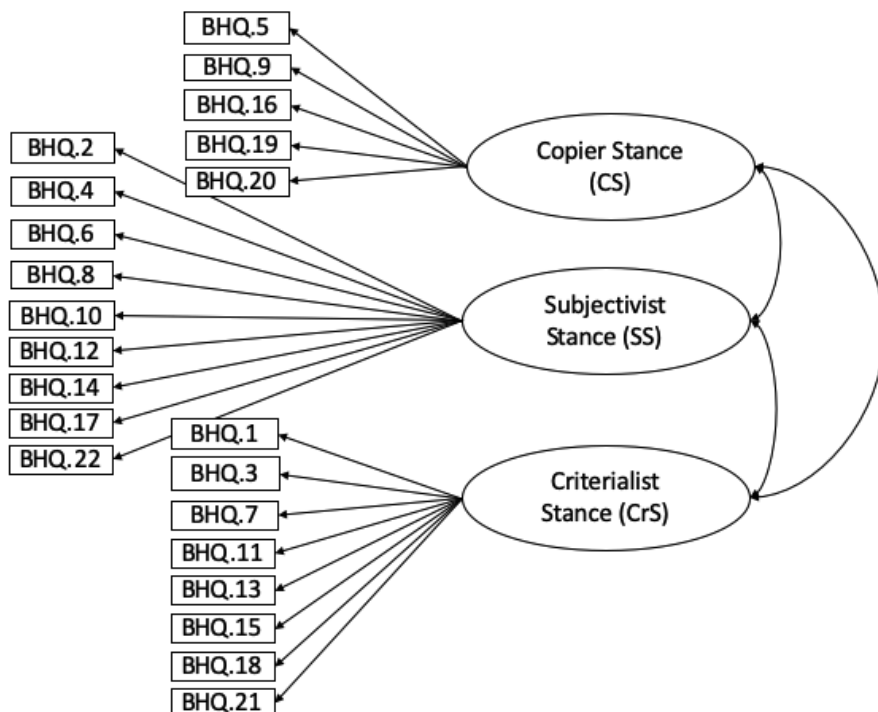 BHQ.5
BHQ.9
BHQ.16
BHQ.19
BHQ.20
Copier Stance
(CS)
BHQ.2
BHQ.4
BHQ.6
BHQ.8
BHQ.10
BHQ.12
BHQ.14
BHQ.17
BHQ.22
Subjectivist
Stance (SS)
BHQ.1
BHQ.3
BHQ.7
BHQ.11
BHQ.13
BHQ.15
BHQ.18
BHQ.21
Criterialist
Stance (CrS)